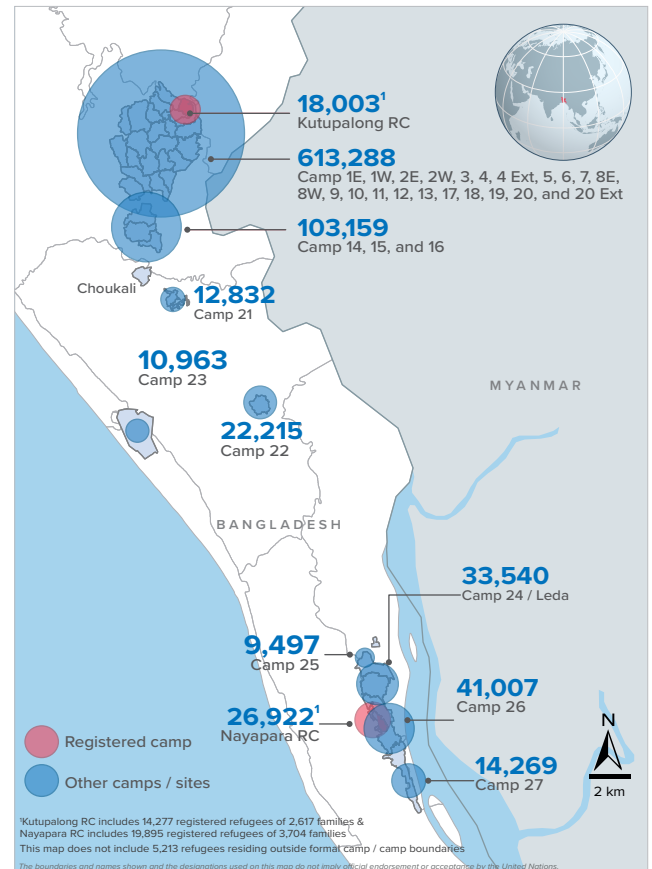 18,003¹
Kutupalong RC
613,288
Camp 1E, 1W, 2E, 2W, 3, 4, 4 Ext, 5, 6, 7, 8E,
8W, 9, 10, 11, 12, 13, 17, 18, 19, 20, and 20 Ext
103,159
Camp 14, 15, and 16
Choukali
12,832
Camp 21
10,963
Camp 23
MYANMAR
22,215
Camp 22
BANGLADESH
33,540
Camp 24 / Leda
9,497
Camp 25
41,007
Camp 26
26,922¹
Nayapara RC
N
Registered camp
14,269
Camp 27
Other camps / sites
2 km
¹Kutupalong RC includes 14,277 registered refugees of 2,617 families &
Nayapara RC includes 19,895 registered refugees of 3,704 families
This map does not include 5,213 refugees residing outside formal camp / camp boundaries
The boundaries and names shown and the designations used on this map do not imply official endorsement or acceptance by the United Nations.